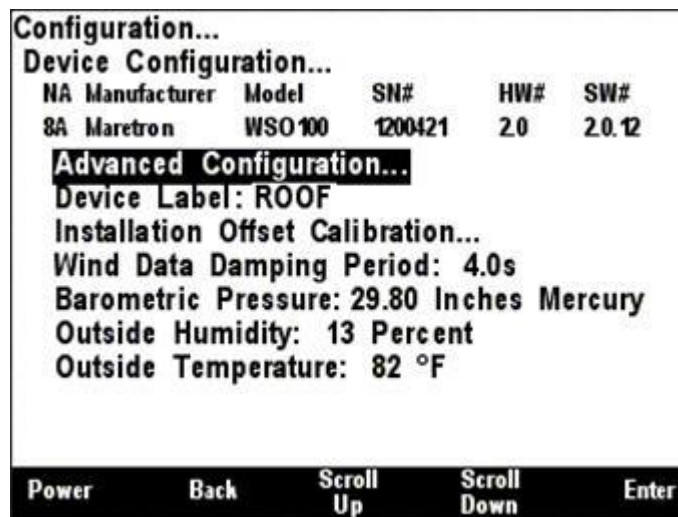 Configuration...
Device Configuration...
NA Manufacturer Model SN# HW# SW#
8A Maretron WSO100 1200421 2.0 2.0.12
Advanced Configuration...
Device Label: ROOF
Installation Offset Calibration...
Wind Data Damping Period: 4.0s
Barometric Pressure: 29.80 Inches Mercury
Outside Humidity: 13 Percent
Outside Temperature: 82 °F
Power Back Scroll Up Scroll Down Enter